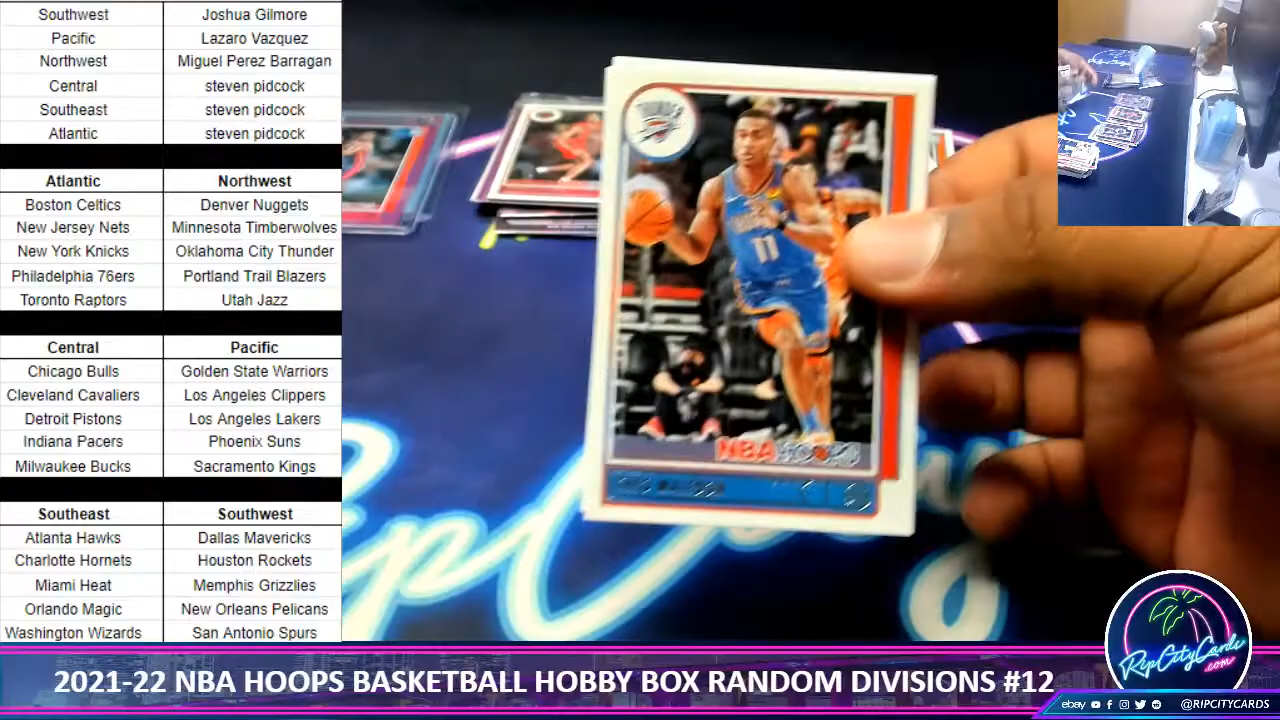 Southwest Joshua Gilmore
Pacific Lazaro Vazquez
Northwest Miguel Perez Barragan
Central steven pidcock
Southeast steven pidcock
Atlantic steven pidcock
Atlantic Northwest
Boston Celtics Denver Nuggets
New Jersey Nets Minnesota Timberwolves
New York Knicks Oklahoma City Thunder
Philadelphia 76ers Portland Trail Blazers
Toronto Raptors Utah Jazz
Central Pacific
Chicago Bulls Golden State Warriors
Cleveland Cavaliers Los Angeles Clippers
Detroit Pistons Los Angeles Lakers
Indiana Pacers Phoenix Suns
Milwaukee Bucks Sacramento Kings
Southeast Southwest
Atlanta Hawks Dallas Mavericks
Charlotte Hornets Houston Rockets
Miami Heat Memphis Grizzlies
Orlando Magic New Orleans Pelicans
Washington Wizards San Antonio Spurs
THUNDER
11
NBA HOOPS
RipCityCards
.com
2021-22 NBA HOOPS BASKETBALL HOBBY BOX RANDOM DIVISIONS #12
ebay @RIPCITYCARDS